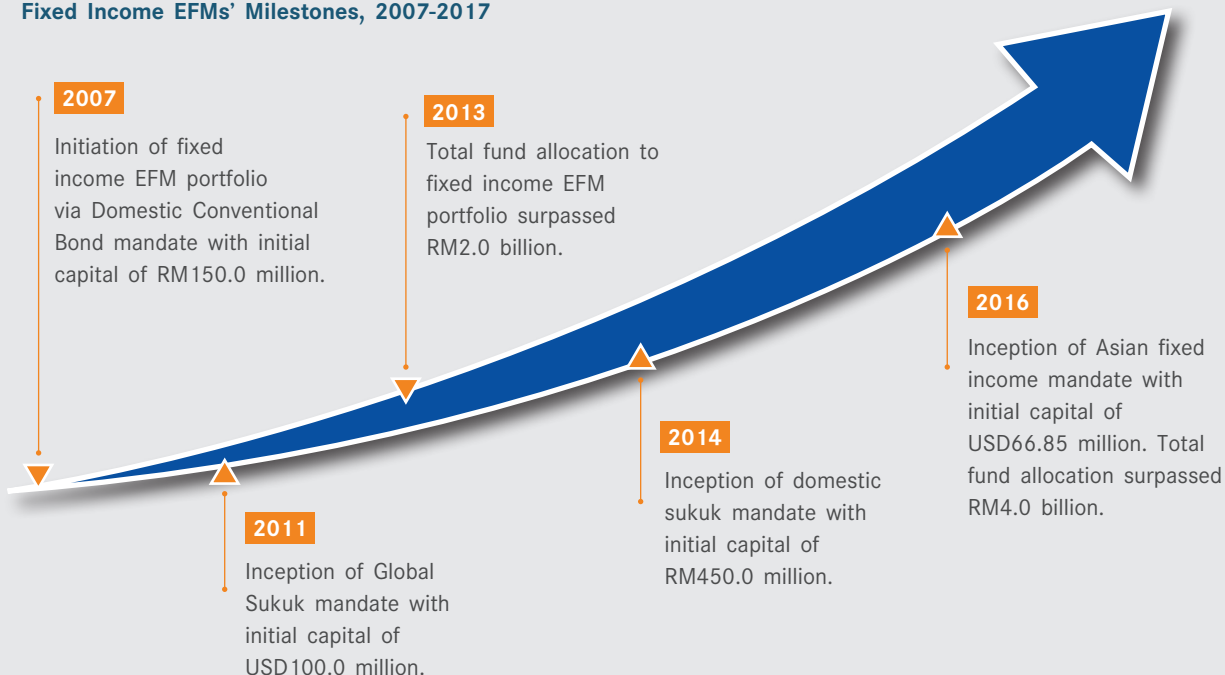 Fixed Income EFMs' Milestones, 2007-2017
2007
Initiation of fixed
income EFM portfolio
via Domestic Conventional
Bond mandate with initial
capital of RM150.0 million.
2011
Inception of Global
Sukuk mandate with
initial capital of
USD100.0 million.
2013
Total fund allocation to
fixed income EFM
portfolio surpassed
RM2.0 billion.
2014
Inception of domestic
sukuk mandate with
initial capital of
RM450.0 million.
2016
Inception of Asian fixed
income mandate with
initial capital of
USD66.85 million. Total
fund allocation surpassed
RM4.0 billion.